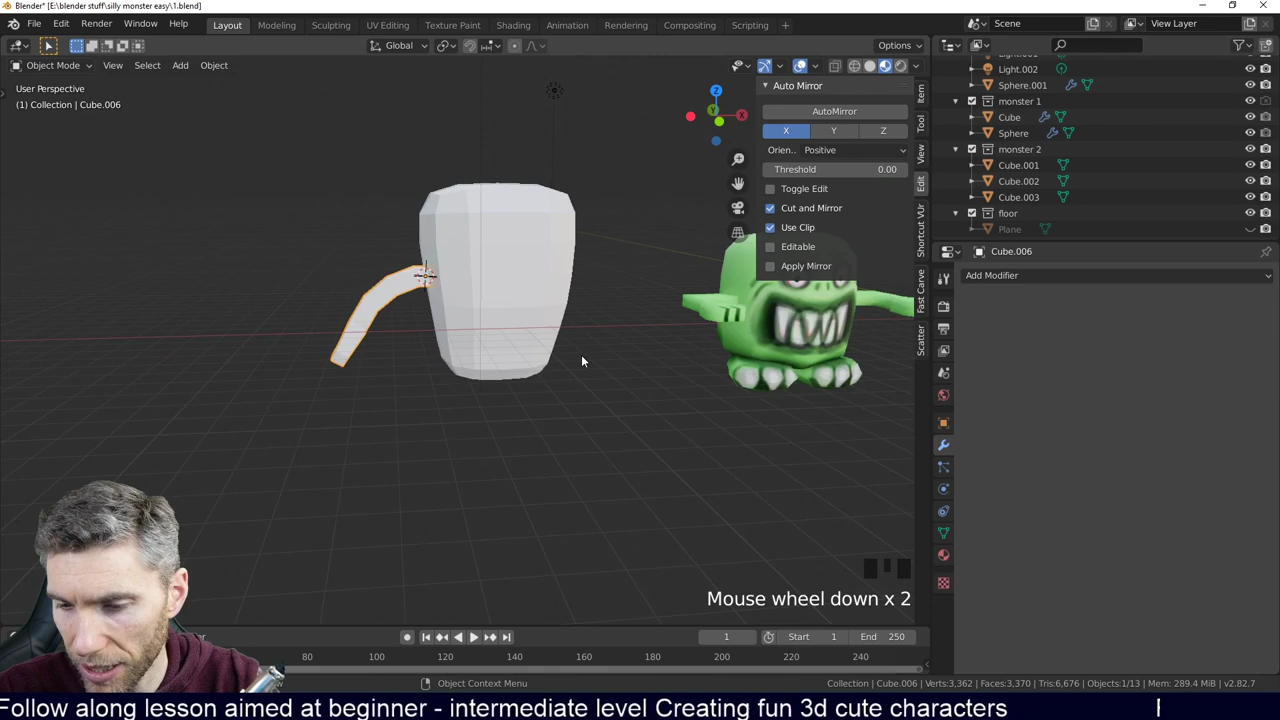 Blender* [E:\blender stuff\silly monster easy\1.blend]
File Edit Render Window Help Layout Modeling Sculpting UV Editing Texture Paint Shading Animation Rendering Compositing Scripting + Scene View Layer
Global Options
Object Mode View Select Add Object
User Perspective
(1) Collection | Cube.006
Z
Y
X
Auto Mirror
AutoMirror
X Y Z
Orien.. Positive
Threshold 0.00
Toggle Edit
Cut and Mirror
Use Clip
Editable
Apply Mirror
Item
Tool
View
Edit
Shortcut VUr
Fast Carve
Scatter
Light.002
Sphere.001
monster 1
Cube
Sphere
monster 2
Cube.001
Cube.002
Cube.003
floor
Plane
Cube.006
Add Modifier
Mouse wheel down x 2
1 Start 1 End 250
80 100 120 140 160 180 200 220 240
Object Context Menu
Collection | Cube.006 | Verts:3,362 | Faces:3,370 | Tris:6,676 | Objects:1/13 | Mem: 289.4 MiB | v2.82.7
Follow along lesson aimed at beginner - intermediate level Creating fun 3d cute characters